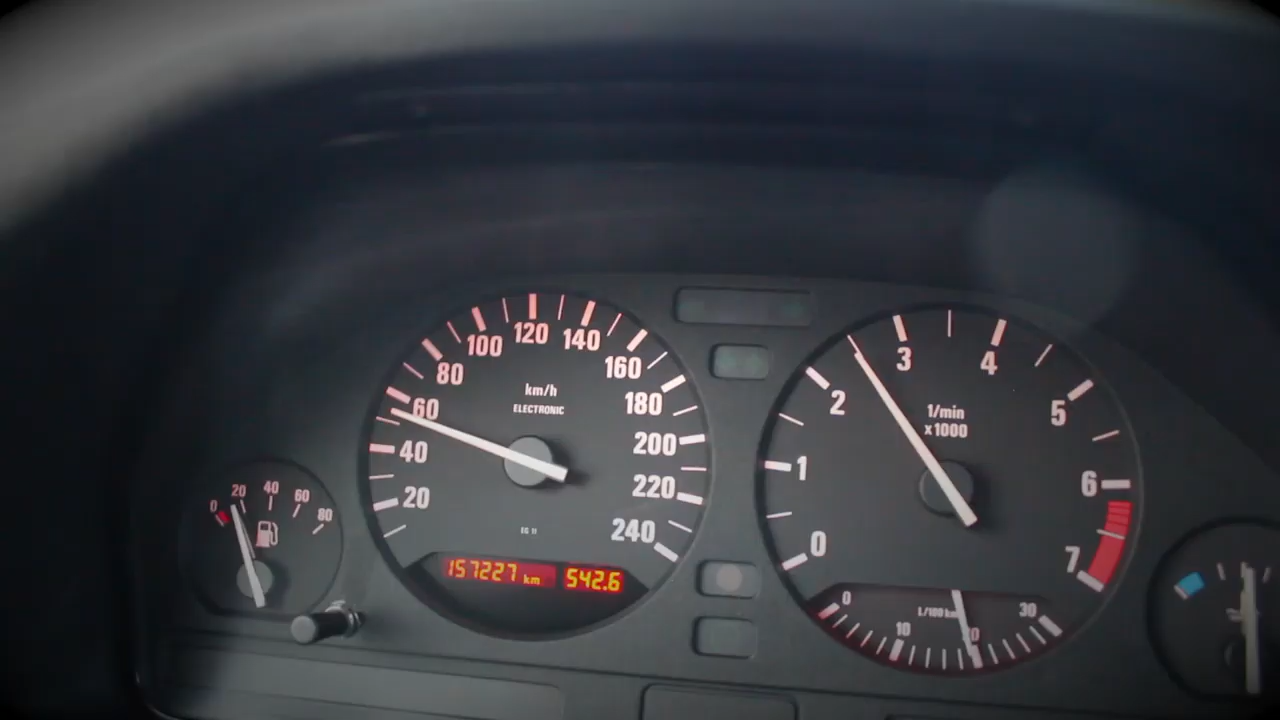 0 20 40 60 80
20 40 60 80 100 120 140 160 180 200 220 240
km/h
ELECTRONIC
157227 km 542.6
0 1 2 3 4 5 6 7
1/min
x1000
0 10 30
L/100 km